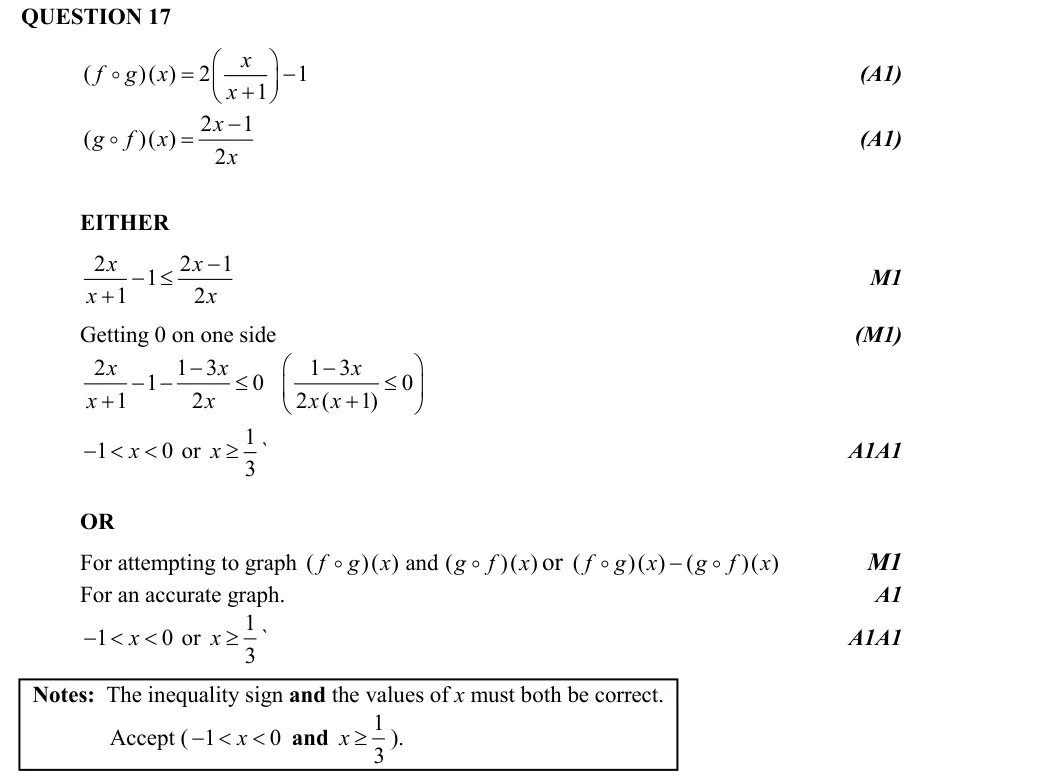 QUESTION 17
(f ∘ g)(x) = 2(x/(x+1)) − 1 (A1)
(g ∘ f)(x) = (2x−1)/(2x) (A1)
EITHER
2x/(x+1) − 1 ≤ (2x−1)/(2x) M1
Getting 0 on one side (M1)
2x/(x+1) − 1 − (1−3x)/(2x) ≤ 0 ((1−3x)/(2x(x+1)) ≤ 0)
−1 < x < 0 or x ≥ 1/3 ` A1A1
OR
For attempting to graph (f ∘ g)(x) and (g ∘ f)(x) or (f ∘ g)(x) − (g ∘ f)(x) M1
For an accurate graph. A1
−1 < x < 0 or x ≥ 1/3 ` A1A1
Notes: The inequality sign and the values of x must both be correct.
Accept (−1 < x < 0 and x ≥ 1/3).